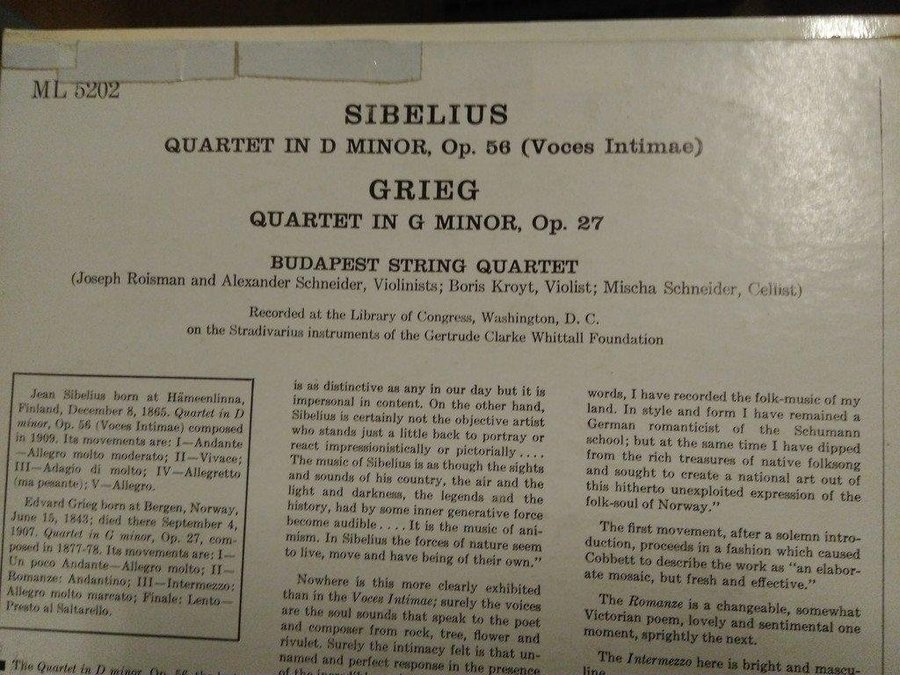 ML 5202
SIBELIUS
QUARTET IN D MINOR, Op. 56 (Voces Intimae)
GRIEG
QUARTET IN G MINOR, Op. 27
BUDAPEST STRING QUARTET
(Joseph Roisman and Alexander Schneider, Violinists; Boris Kroyt, Violist; Mischa Schneider, Cellist)
Recorded at the Library of Congress, Washington, D. C.
on the Stradivarius instruments of the Gertrude Clarke Whittall Foundation
Jean Sibelius born at Hämeenlinna,
Finland, December 8, 1865. Quartet in D
minor, Op. 56 (Voces Intimae) composed
in 1909. Its movements are: I—Andante
—Allegro molto moderato; II—Vivace;
III—Adagio di molto; IV—Allegretto
(ma pesante); V—Allegro.
Edvard Grieg born at Bergen, Norway,
June 15, 1843; died there September 4,
1907. Quartet in G minor, Op. 27, com-
posed in 1877-78. Its movements are: I—
Un poco Andante—Allegro molto; II—
Romanze: Andantino; III—Intermezzo:
Allegro molto marcato; Finale: Lento—
Presto al Saltarello.
The Quartet in D minor, Op. 56, the
is as distinctive as any in our day but it is
impersonal in content. On the other hand,
Sibelius is certainly not the objective artist
who stands just a little back to portray or
react impressionistically or pictorially . . . .
The music of Sibelius is as though the sights
and sounds of his country, the air and the
light and darkness, the legends and the
history, had by some inner generative force
become audible . . . . It is the music of ani-
mism. In Sibelius the forces of nature seem
to live, move and have being of their own."
Nowhere is this more clearly exhibited
than in the Voces Intimae; surely the voices
are the soul sounds that speak to the poet
and composer from rock, tree, flower and
rivulet. Surely the intimacy felt is that un-
named and perfect response in the presence
of the
words, I have recorded the folk-music of my
land. In style and form I have remained a
German romanticist of the Schumann
school; but at the same time I have dipped
from the rich treasures of native folksong
and sought to create a national art out of
this hitherto unexploited expression of the
folk-soul of Norway."
The first movement, after a solemn intro-
duction, proceeds in a fashion which caused
Cobbett to describe the work as "an elabor-
ate mosaic, but fresh and effective."
The Romanze is a changeable, somewhat
Victorian poem, lovely and sentimental one
moment, sprightly the next.
The Intermezzo here is bright and mascu-
line